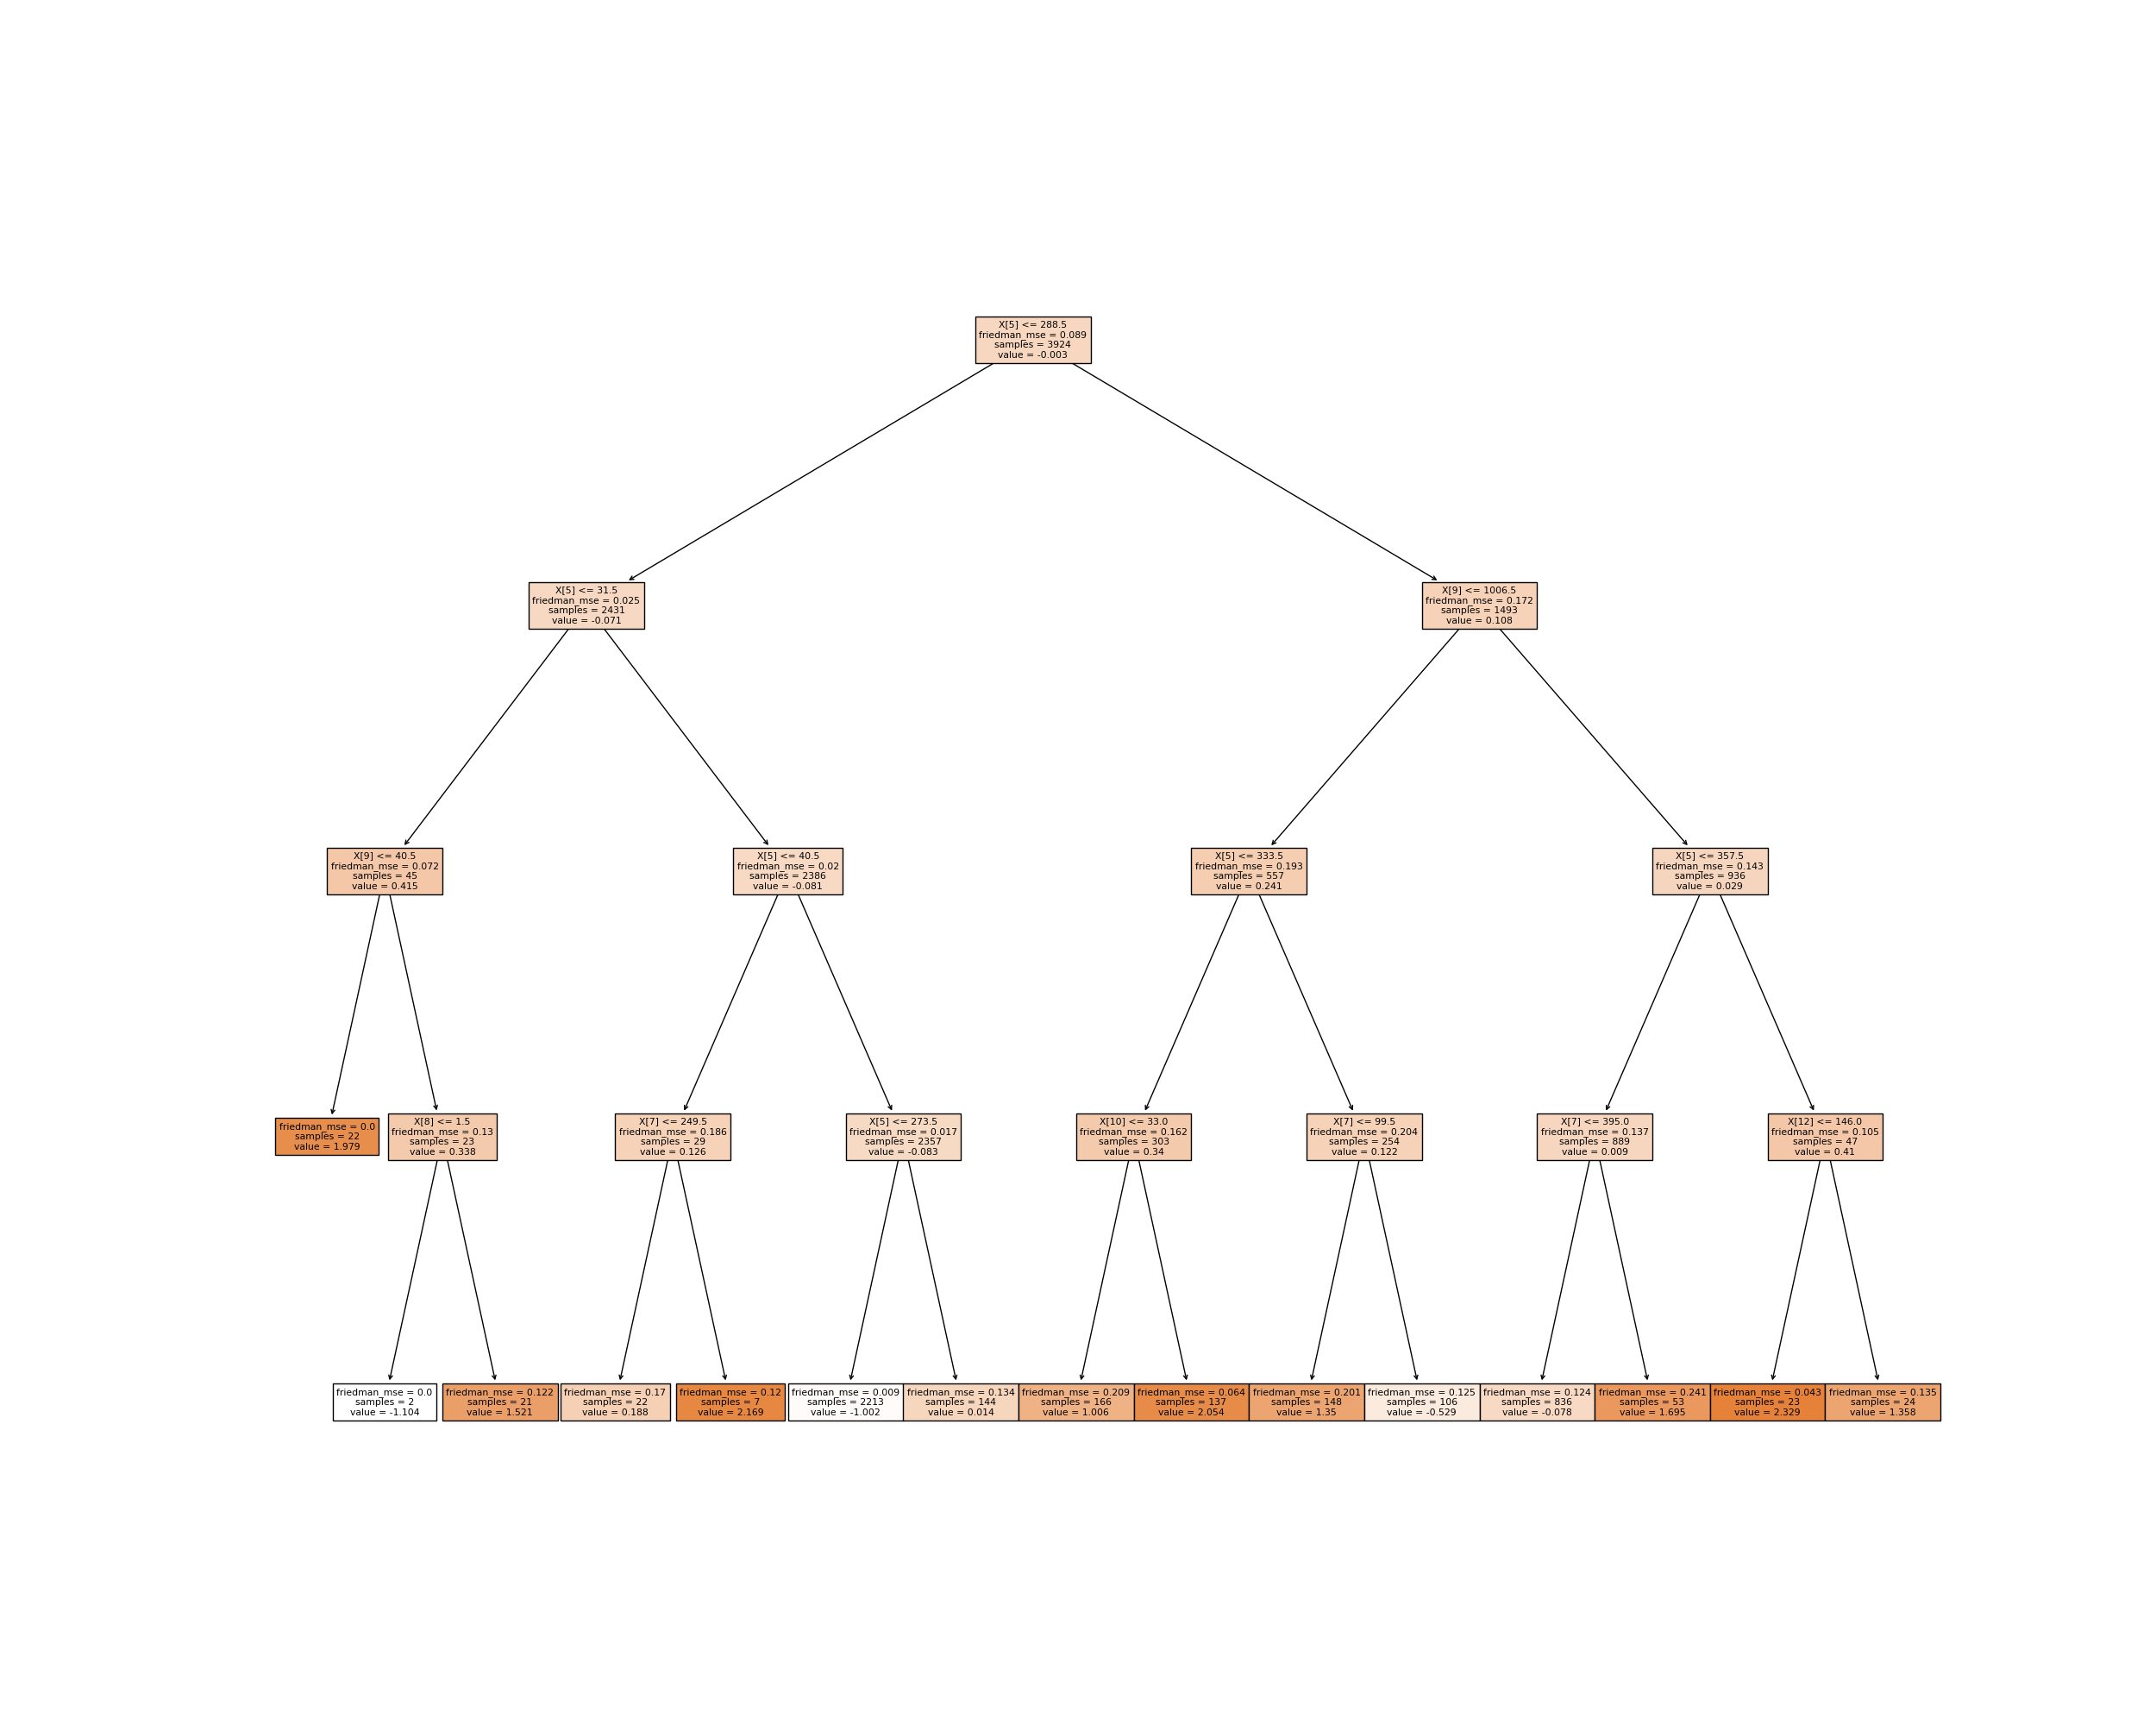 X[5] <= 288.5
friedman_mse = 0.089
samples = 3924
value = -0.003
X[5] <= 31.5
friedman_mse = 0.025
samples = 2431
value = -0.071
X[9] <= 1006.5
friedman_mse = 0.172
samples = 1493
value = 0.108
X[9] <= 40.5
friedman_mse = 0.072
samples = 45
value = 0.415
X[5] <= 40.5
friedman_mse = 0.02
samples = 2386
value = -0.081
X[5] <= 333.5
friedman_mse = 0.193
samples = 557
value = 0.241
X[5] <= 357.5
friedman_mse = 0.143
samples = 936
value = 0.029
friedman_mse = 0.0
samples = 22
value = 1.979
X[8] <= 1.5
friedman_mse = 0.13
samples = 23
value = 0.338
X[7] <= 249.5
friedman_mse = 0.186
samples = 29
value = 0.126
X[5] <= 273.5
friedman_mse = 0.017
samples = 2357
value = -0.083
X[10] <= 33.0
friedman_mse = 0.162
samples = 303
value = 0.34
X[7] <= 99.5
friedman_mse = 0.204
samples = 254
value = 0.122
X[7] <= 395.0
friedman_mse = 0.137
samples = 889
value = 0.009
X[12] <= 146.0
friedman_mse = 0.105
samples = 47
value = 0.41
friedman_mse = 0.0
samples = 2
value = -1.104
friedman_mse = 0.122
samples = 21
value = 1.521
friedman_mse = 0.17
samples = 22
value = 0.188
friedman_mse = 0.12
samples = 7
value = 2.169
friedman_mse = 0.009
samples = 2213
value = -1.002
friedman_mse = 0.134
samples = 144
value = 0.014
friedman_mse = 0.209
samples = 166
value = 1.006
friedman_mse = 0.064
samples = 137
value = 2.054
friedman_mse = 0.201
samples = 148
value = 1.35
friedman_mse = 0.125
samples = 106
value = -0.529
friedman_mse = 0.124
samples = 836
value = -0.078
friedman_mse = 0.241
samples = 53
value = 1.695
friedman_mse = 0.043
samples = 23
value = 2.329
friedman_mse = 0.135
samples = 24
value = 1.358